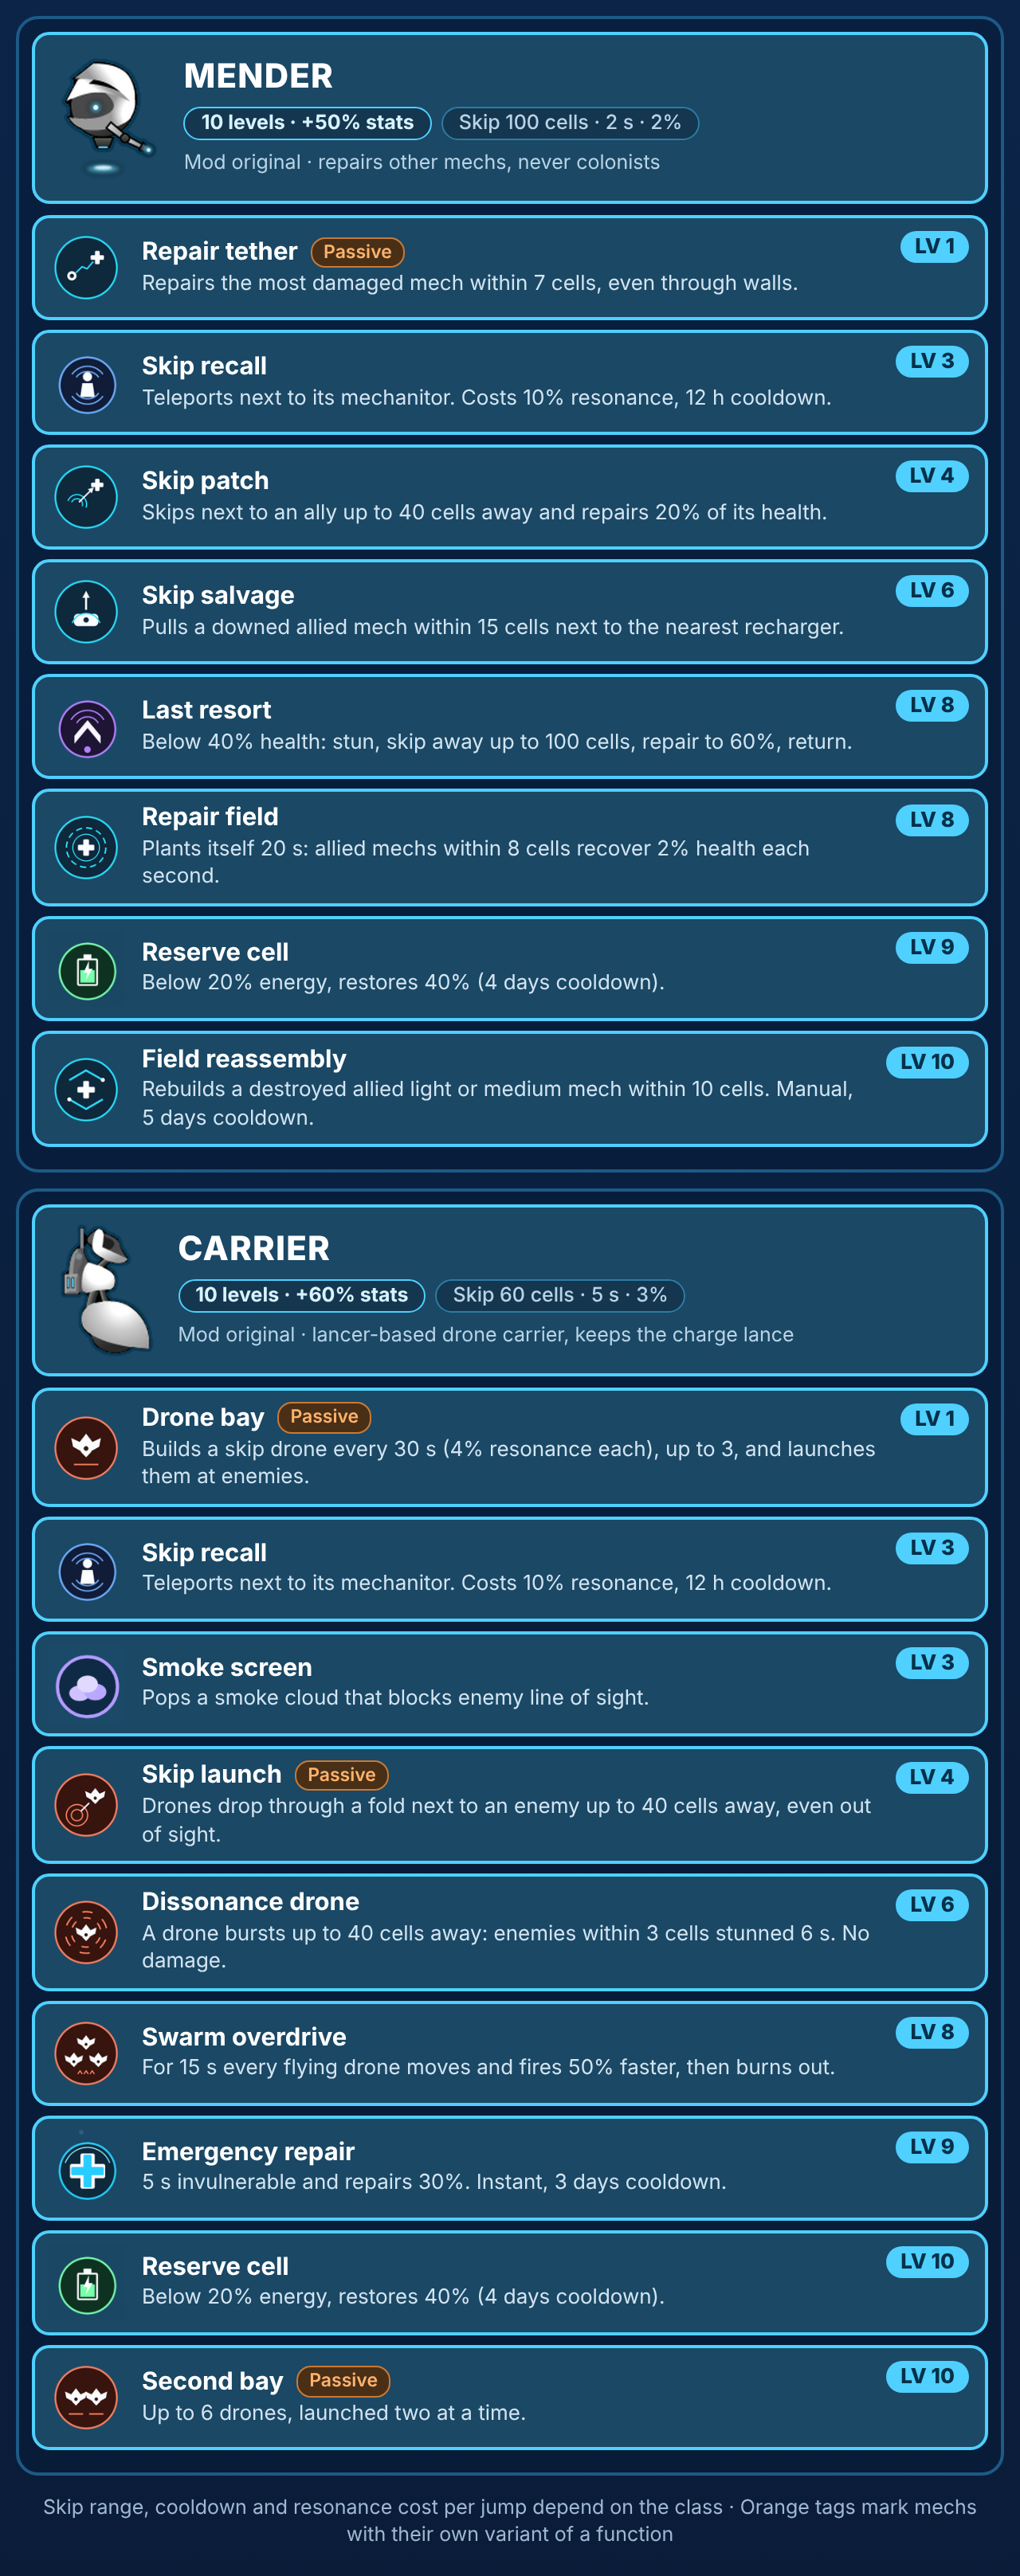 MENDER
10 levels · +50% stats
Skip 100 cells · 2 s · 2%
Mod original · repairs other mechs, never colonists
Repair tether
Passive
LV 1
Repairs the most damaged mech within 7 cells, even through walls.
Skip recall
LV 3
Teleports next to its mechanitor. Costs 10% resonance, 12 h cooldown.
Skip patch
LV 4
Skips next to an ally up to 40 cells away and repairs 20% of its health.
Skip salvage
LV 6
Pulls a downed allied mech within 15 cells next to the nearest recharger.
Last resort
LV 8
Below 40% health: stun, skip away up to 100 cells, repair to 60%, return.
Repair field
LV 8
Plants itself 20 s: allied mechs within 8 cells recover 2% health each
second.
Reserve cell
LV 9
Below 20% energy, restores 40% (4 days cooldown).
Field reassembly
LV 10
Rebuilds a destroyed allied light or medium mech within 10 cells. Manual,
5 days cooldown.
CARRIER
10 levels · +60% stats
Skip 60 cells · 5 s · 3%
Mod original · lancer-based drone carrier, keeps the charge lance
Drone bay
Passive
LV 1
Builds a skip drone every 30 s (4% resonance each), up to 3, and launches
them at enemies.
Skip recall
LV 3
Teleports next to its mechanitor. Costs 10% resonance, 12 h cooldown.
Smoke screen
LV 3
Pops a smoke cloud that blocks enemy line of sight.
Skip launch
Passive
LV 4
Drones drop through a fold next to an enemy up to 40 cells away, even out
of sight.
Dissonance drone
LV 6
A drone bursts up to 40 cells away: enemies within 3 cells stunned 6 s. No
damage.
Swarm overdrive
LV 8
For 15 s every flying drone moves and fires 50% faster, then burns out.
Emergency repair
LV 9
5 s invulnerable and repairs 30%. Instant, 3 days cooldown.
Reserve cell
LV 10
Below 20% energy, restores 40% (4 days cooldown).
Second bay
Passive
LV 10
Up to 6 drones, launched two at a time.
Skip range, cooldown and resonance cost per jump depend on the class · Orange tags mark mechs
with their own variant of a function